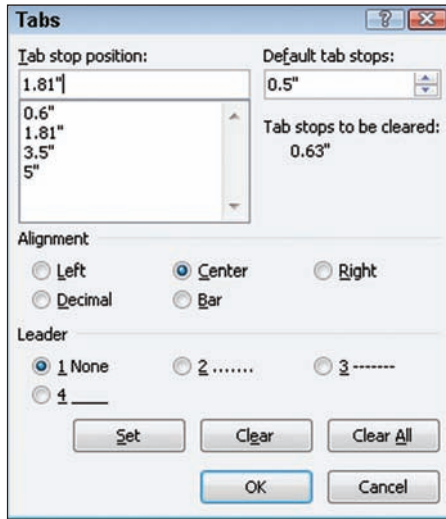 Tabs
Tab stop position:
Default tab stops:
1.81"
0.5"
0.6"
1.81"
3.5"
5"
Tab stops to be cleared:
0.63"
Alignment
Left Center Right
Decimal Bar
Leader
1 None 2 ....... 3 -------
4 ___
Set Clear Clear All
OK Cancel